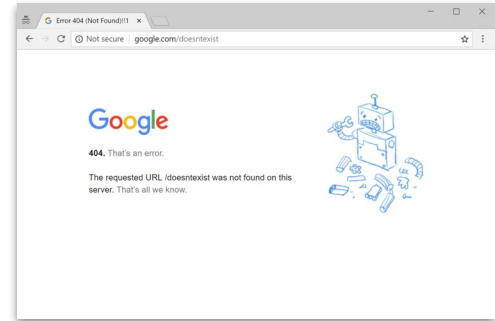 Error 404 (Not Found)!!1
Not secure | google.com/doesntexist
Google
404. That's an error.
The requested URL /doesntexist was not found on this
server. That's all we know.